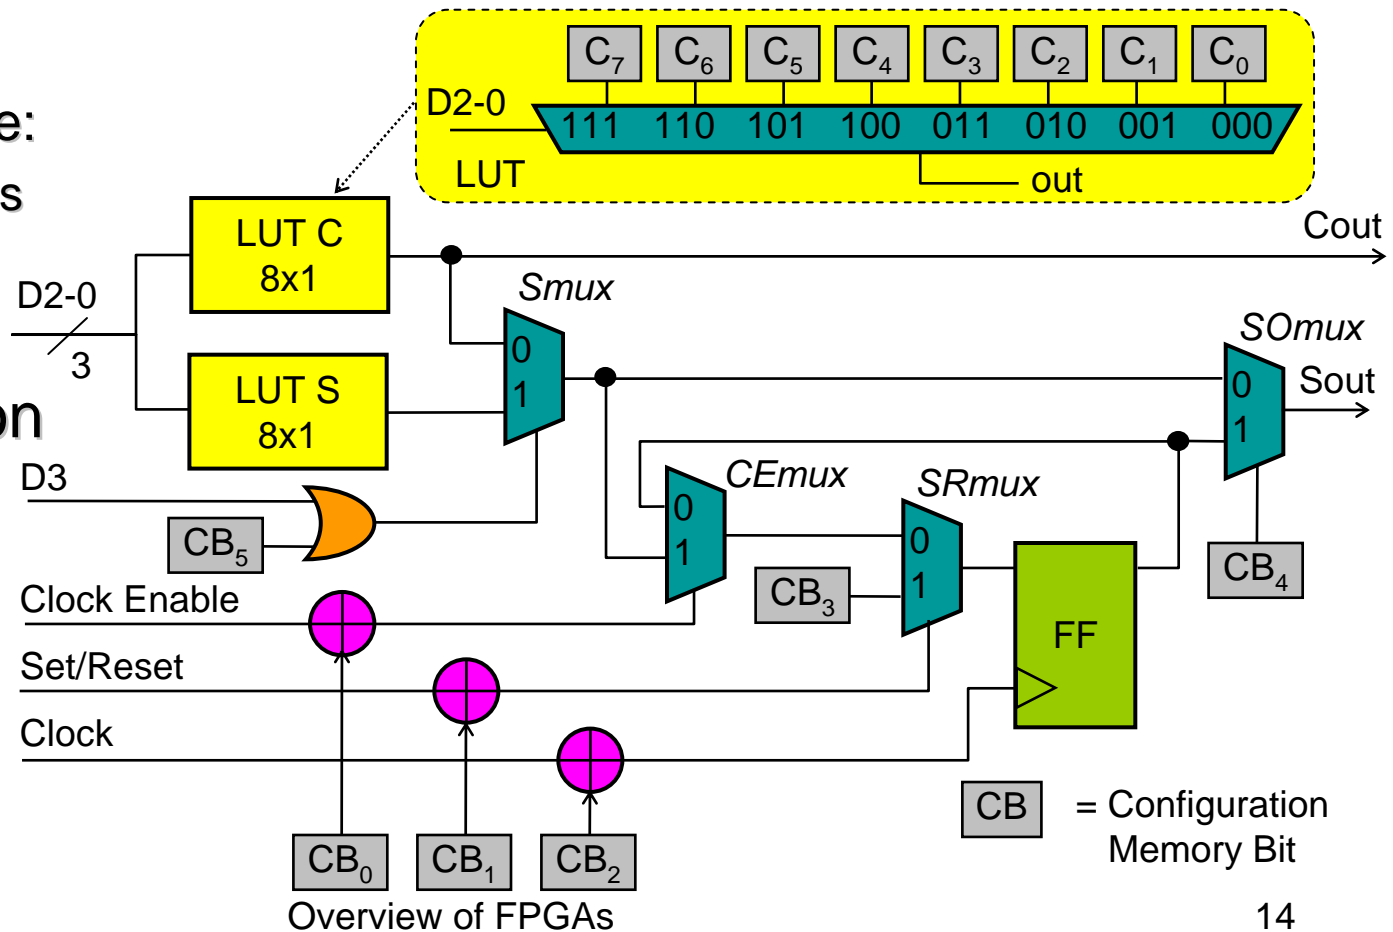 C7 C6 C5 C4 C3 C2 C1 C0
D2-0
111 110 101 100 011 010 001 000
LUT
out
e:
s
on
LUT C
8x1
Cout
D2-0
3
Smux
0
1
SOmux
0
1
Sout
LUT S
8x1
D3
CB5
CEmux
0
1
SRmux
0
1
CB3
CB4
Clock Enable
FF
Set/Reset
Clock
CB0
CB1
CB2
CB = Configuration
Memory Bit
Overview of FPGAs
14